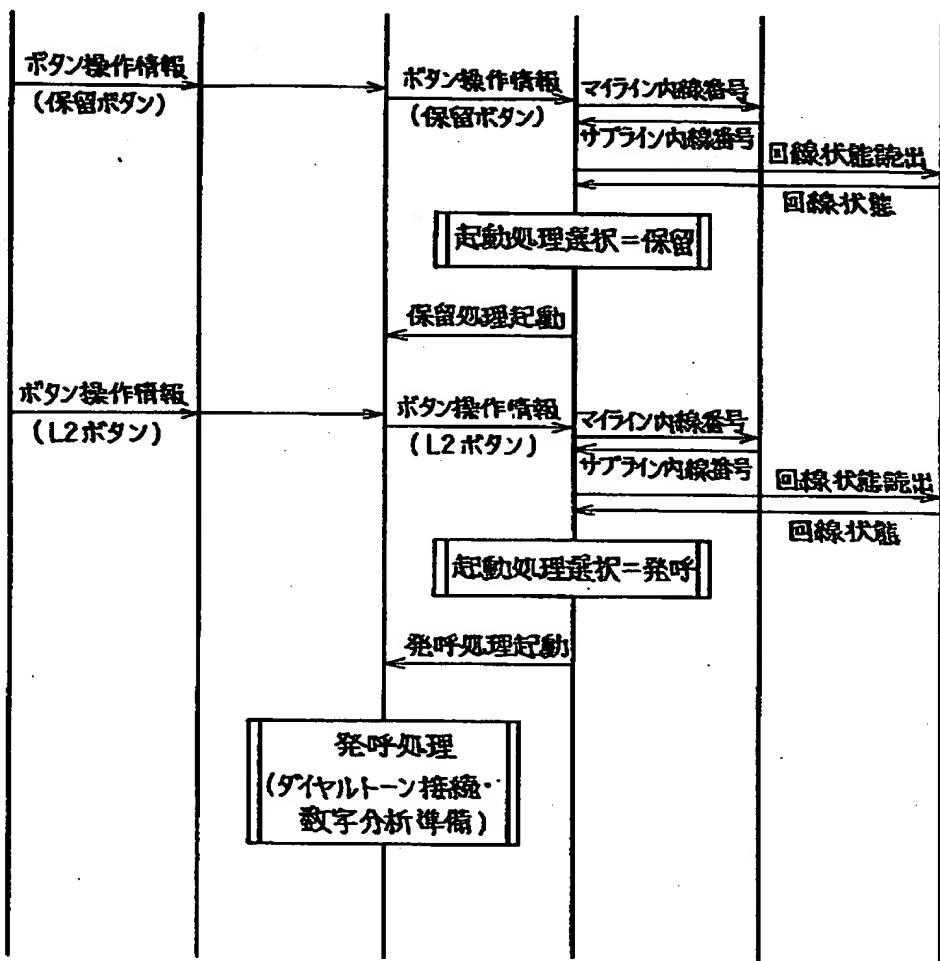 ボタン操作情報
(保留ボタン)
ボタン操作情報
(保留ボタン)
マイライン内線番号
サブライン内線番号
回線状態読出
回線状態
起動処理選択=保留
保留処理起動
ボタン操作情報
(L2ボタン)
ボタン操作情報
(L2ボタン)
マイライン内線番号
サブライン内線番号
回線状態読出
回線状態
起動処理選択=発呼
発呼処理起動
発呼処理
(ダイヤルトーン接続・
数字分析準備)